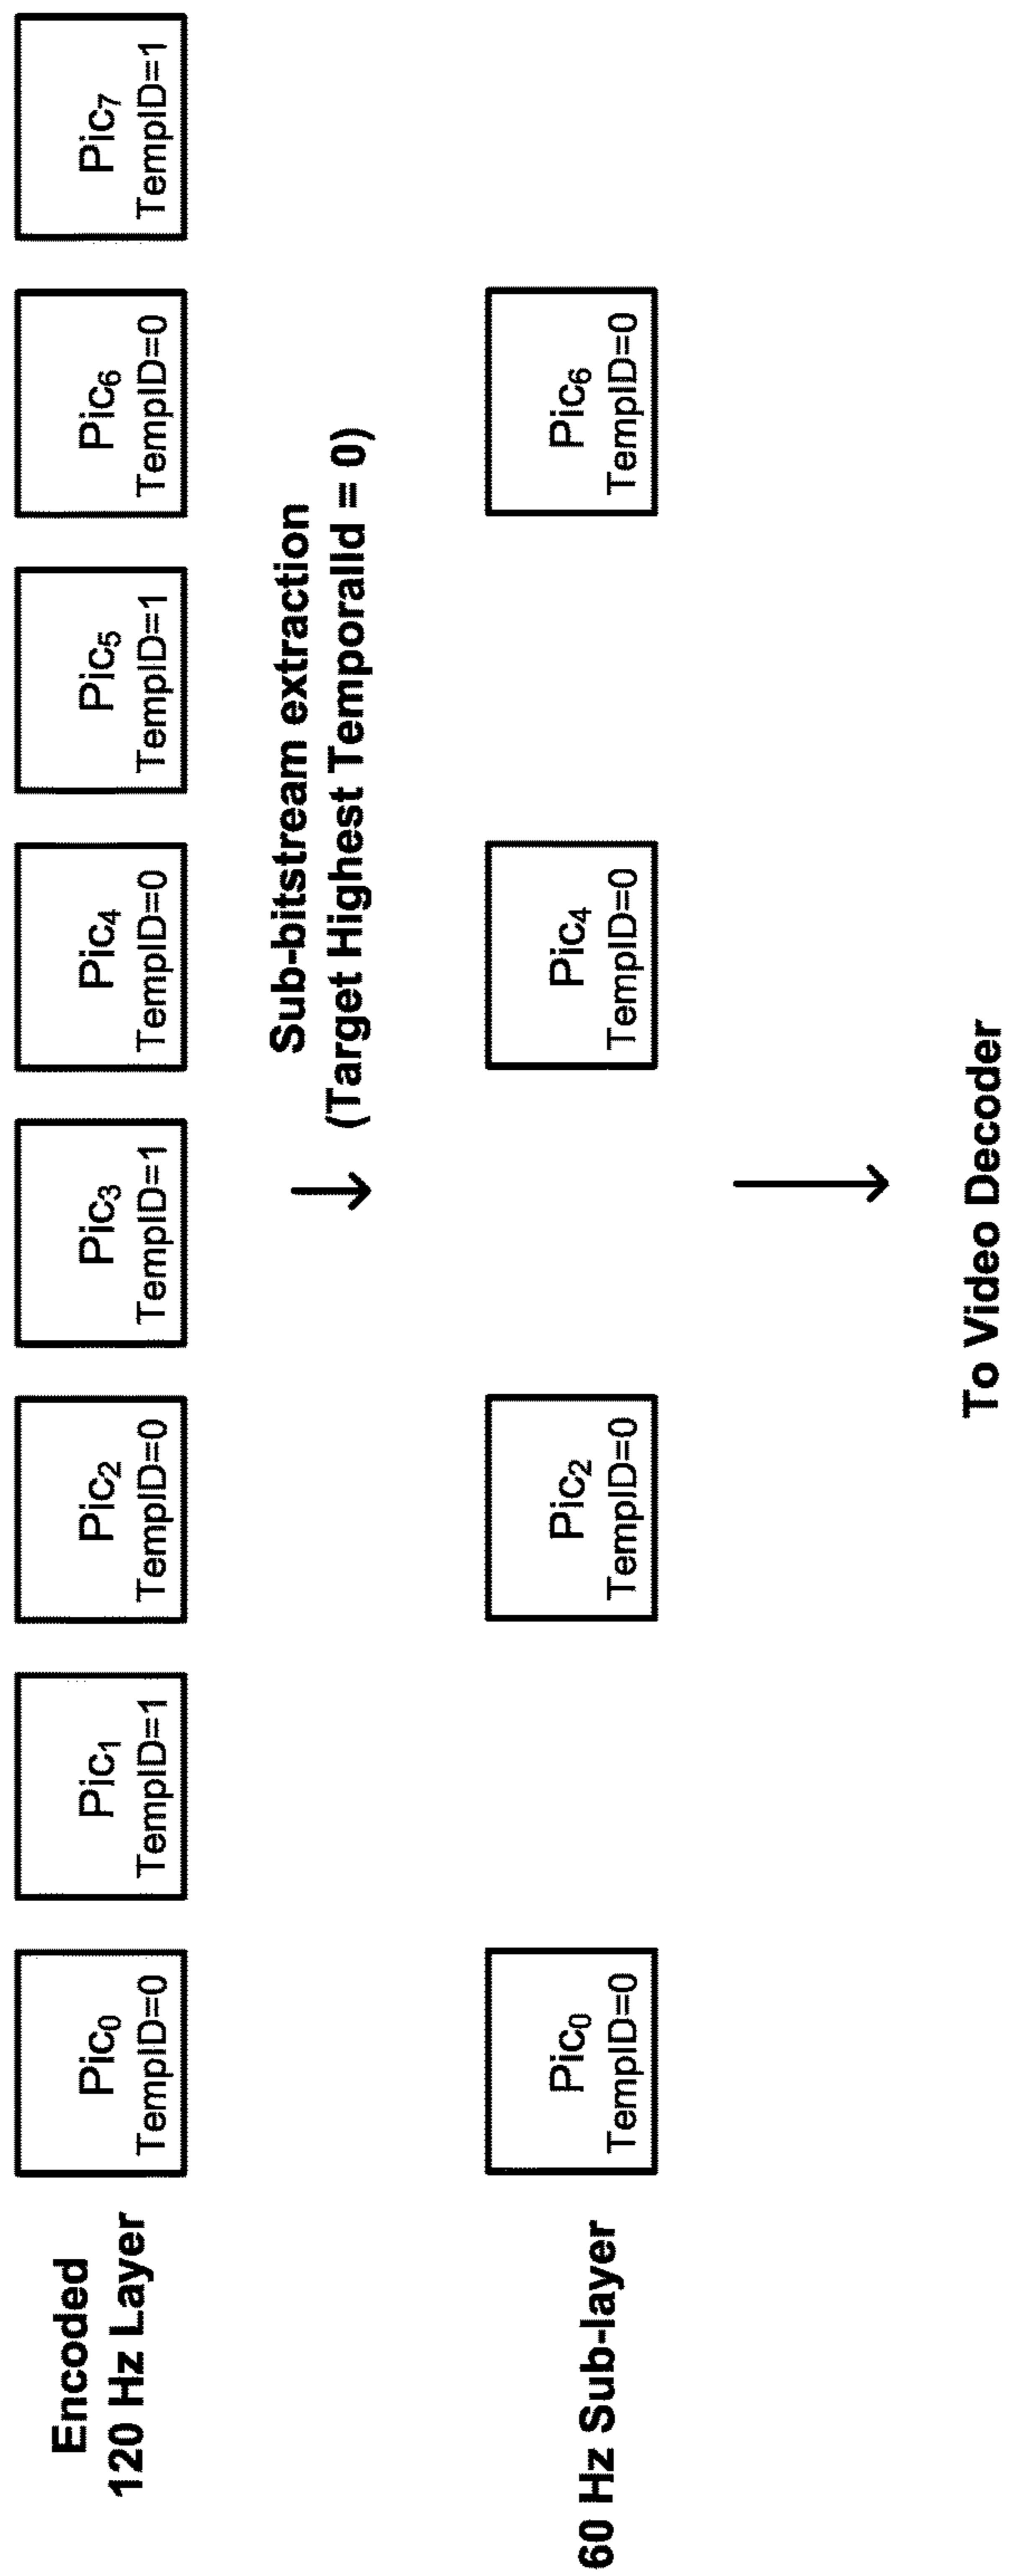 Encoded
120 Hz Layer
Pic0
TempID=0
Pic1
TempID=1
Pic2
TempID=0
Pic3
TempID=1
Pic4
TempID=0
Pic5
TempID=1
Pic6
TempID=0
Pic7
TempID=1
Sub-bitstream extraction
(Target Highest TemporalId = 0)
60 Hz Sub-layer
Pic0
TempID=0
Pic2
TempID=0
Pic4
TempID=0
Pic6
TempID=0
To Video Decoder